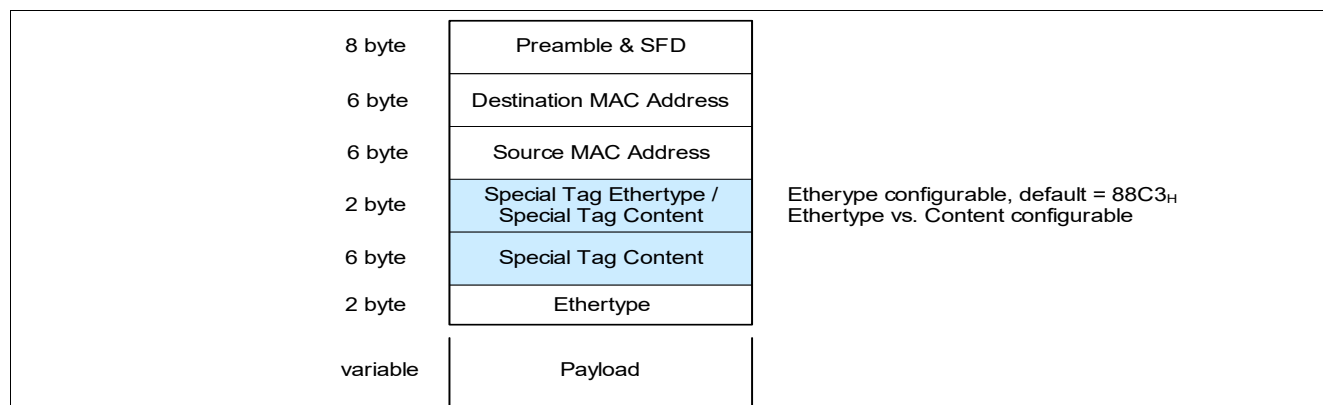 8 byte Preamble & SFD
6 byte Destination MAC Address
6 byte Source MAC Address
2 byte Special Tag Ethertype /
Special Tag Content
Etherype configurable, default = 88C3H
Ethertype vs. Content configurable
6 byte Special Tag Content
2 byte Ethertype
variable Payload